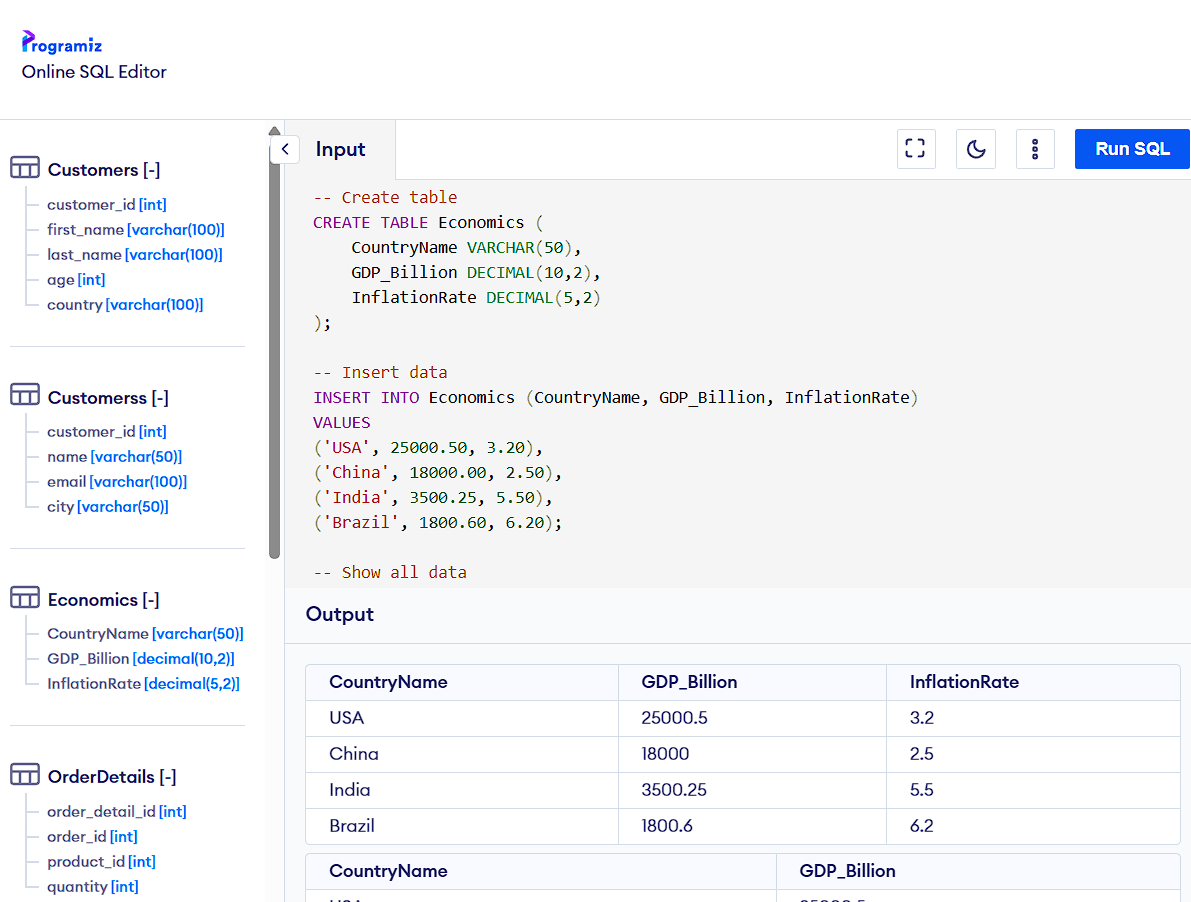 Programiz
Online SQL Editor
Customers [-]
customer_id [int]
first_name [varchar(100)]
last_name [varchar(100)]
age [int]
country [varchar(100)]
Customerss [-]
customer_id [int]
name [varchar(50)]
email [varchar(100)]
city [varchar(50)]
Economics [-]
CountryName [varchar(50)]
GDP_Billion [decimal(10,2)]
InflationRate [decimal(5,2)]
OrderDetails [-]
order_detail_id [int]
order_id [int]
product_id [int]
quantity [int]
Input
Run SQL
-- Create table
CREATE TABLE Economics (
    CountryName VARCHAR(50),
    GDP_Billion DECIMAL(10,2),
    InflationRate DECIMAL(5,2)
);
-- Insert data
INSERT INTO Economics (CountryName, GDP_Billion, InflationRate)
VALUES
('USA', 25000.50, 3.20),
('China', 18000.00, 2.50),
('India', 3500.25, 5.50),
('Brazil', 1800.60, 6.20);
-- Show all data
Output
CountryName GDP_Billion InflationRate
USA 25000.5 3.2
China 18000 2.5
India 3500.25 5.5
Brazil 1800.6 6.2
CountryName GDP_Billion